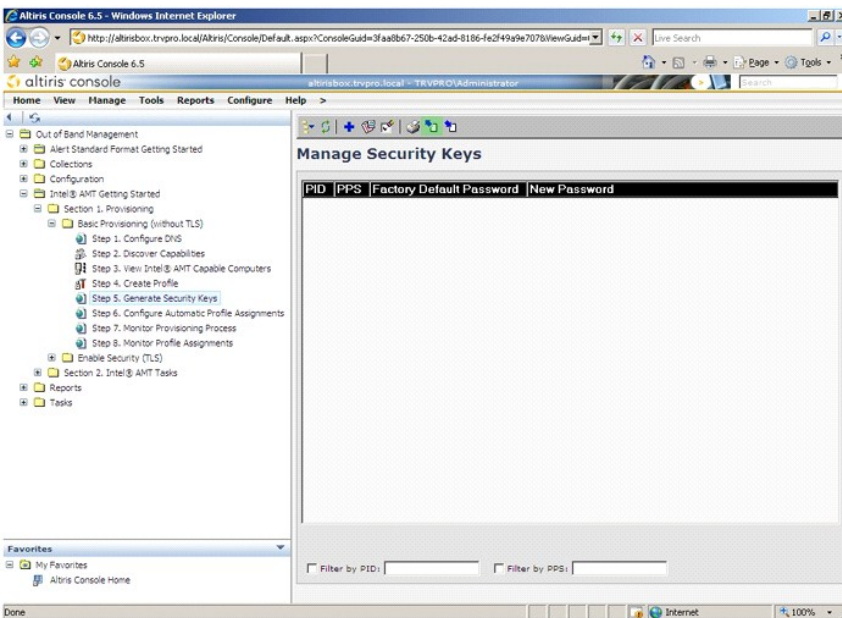 Altiris Console 6.5 - Windows Internet Explorer
http://altirisbox.trvpro.local/Altiris/Console/Default.aspx?ConsoleGuid=3faa8b67-250b-42ad-8186-fe2f49a9e707&ViewGuid=
Live Search
Altiris Console 6.5
Page
Tools
altiris console
altirisbox.trvpro.local - TRVPRO\Administrator
Search
Home View Manage Tools Reports Configure Help >
Out of Band Management
Alert Standard Format Getting Started
Collections
Configuration
Intel® AMT Getting Started
Section 1. Provisioning
Basic Provisioning (without TLS)
Step 1. Configure DNS
Step 2. Discover Capabilities
Step 3. View Intel® AMT Capable Computers
Step 4. Create Profile
Step 5. Generate Security Keys
Step 6. Configure Automatic Profile Assignments
Step 7. Monitor Provisioning Process
Step 8. Monitor Profile Assignments
Enable Security (TLS)
Section 2. Intel® AMT Tasks
Reports
Tasks
Manage Security Keys
PID PPS Factory Default Password New Password
Filter by PID:
Filter by PPS:
Favorites
My Favorites
Altris Console Home
Done
Internet
100%